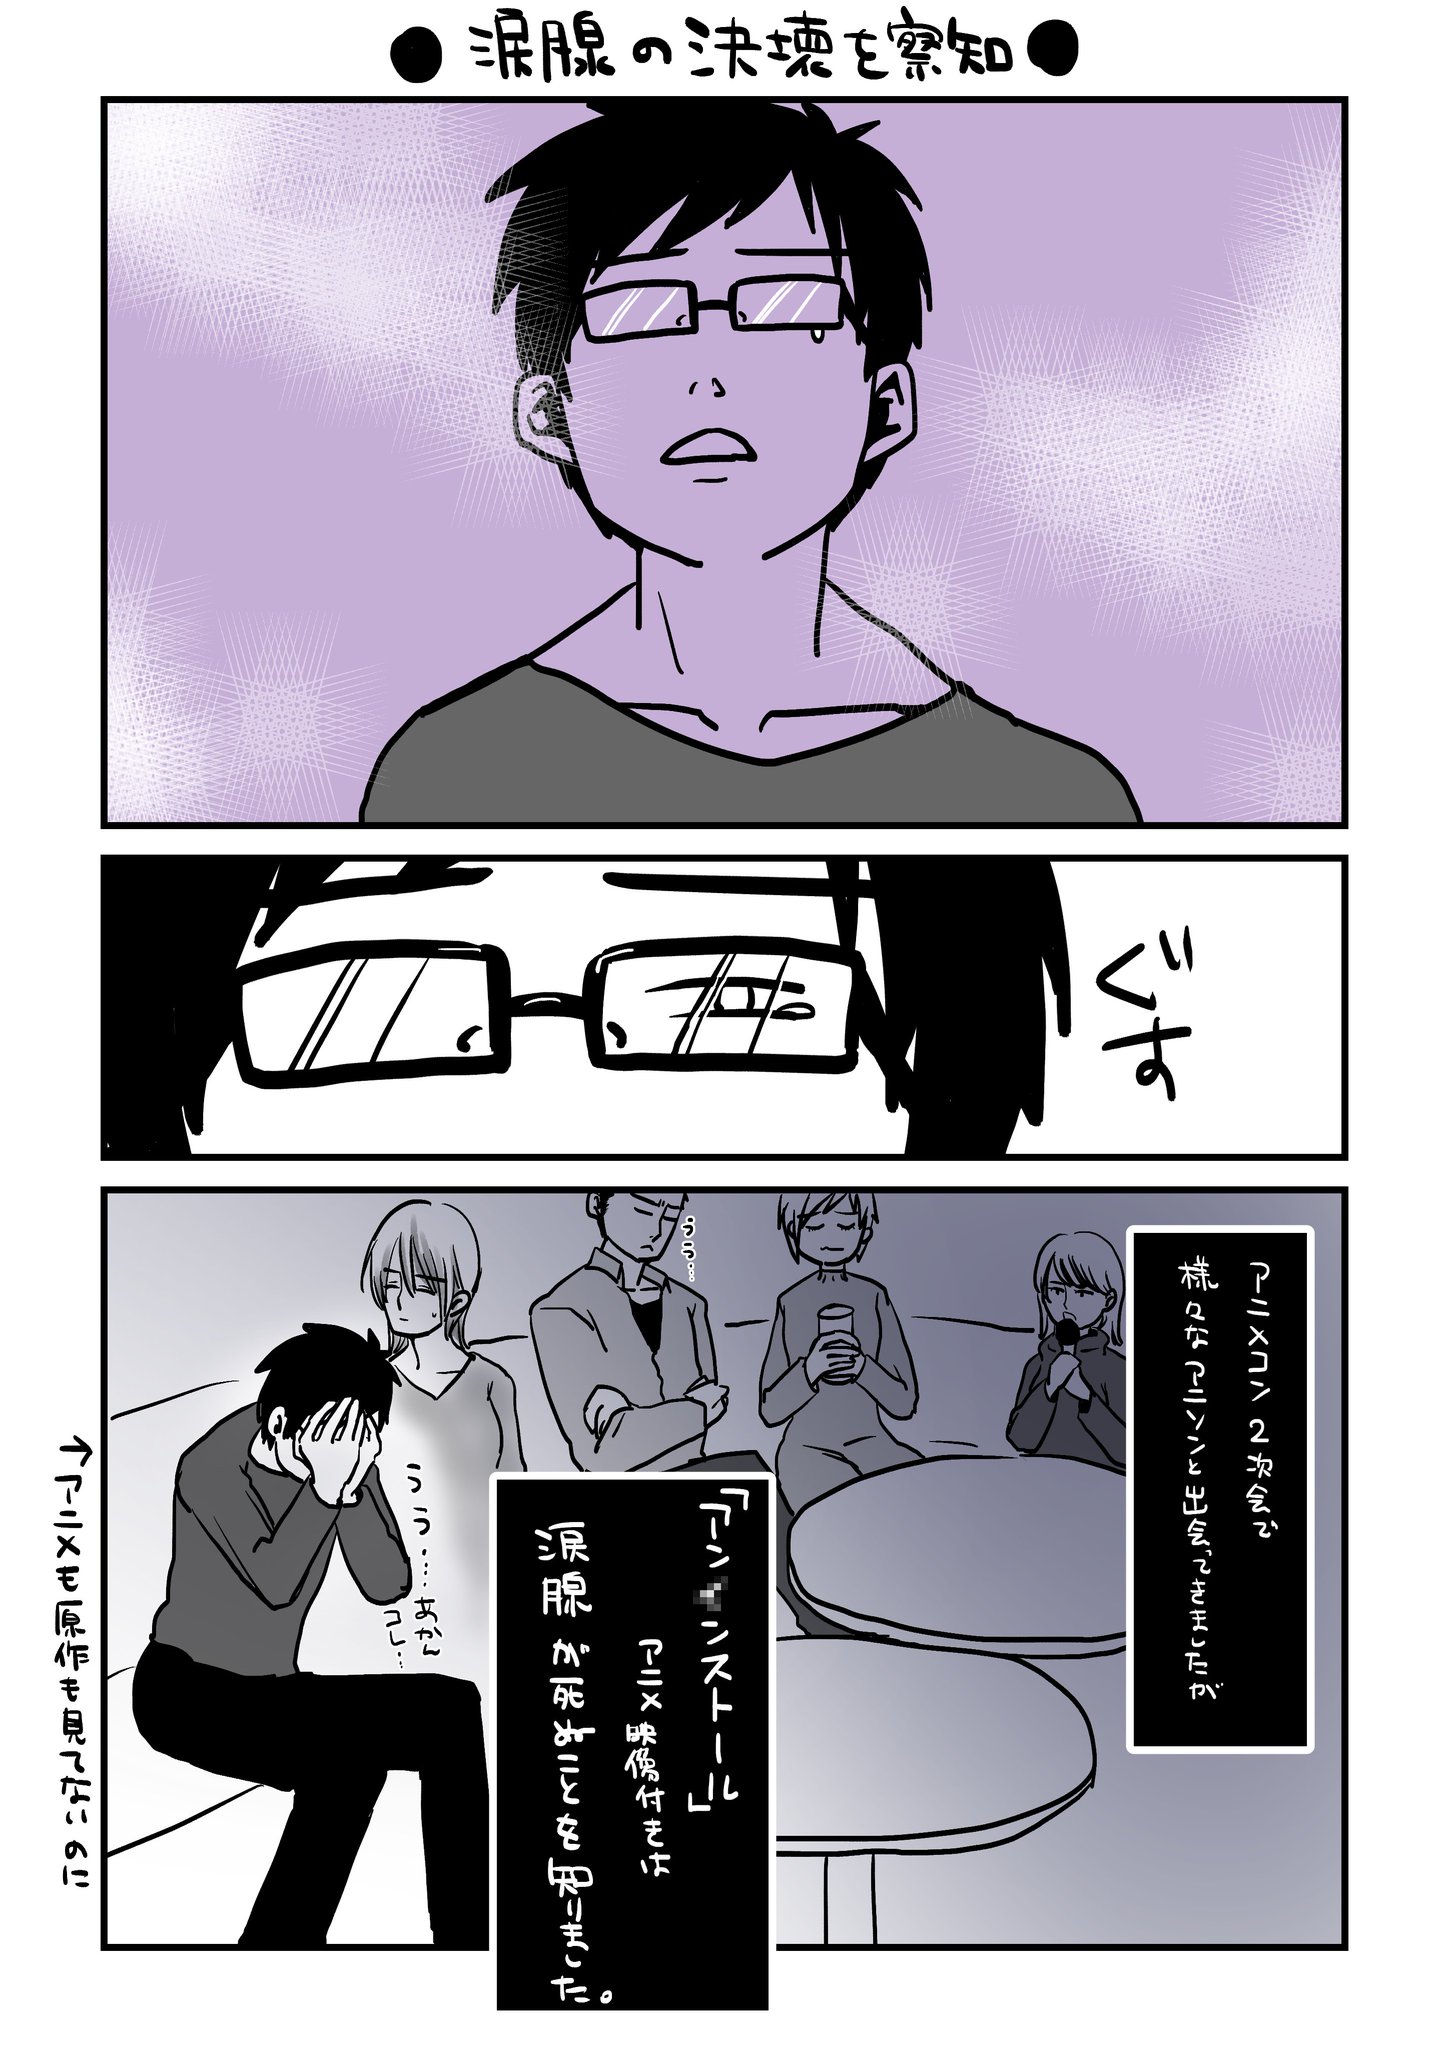 ●涙腺の決壊を察知●
ぐす
アニメコン2次会で
様々なアニソンと出会ってきましたが
うう…
「アンインストール」
アニメ映像付きは
涙腺が死ぬことを知りました。
うう…あかん
コレ…
→アニメも原作も見てないのに